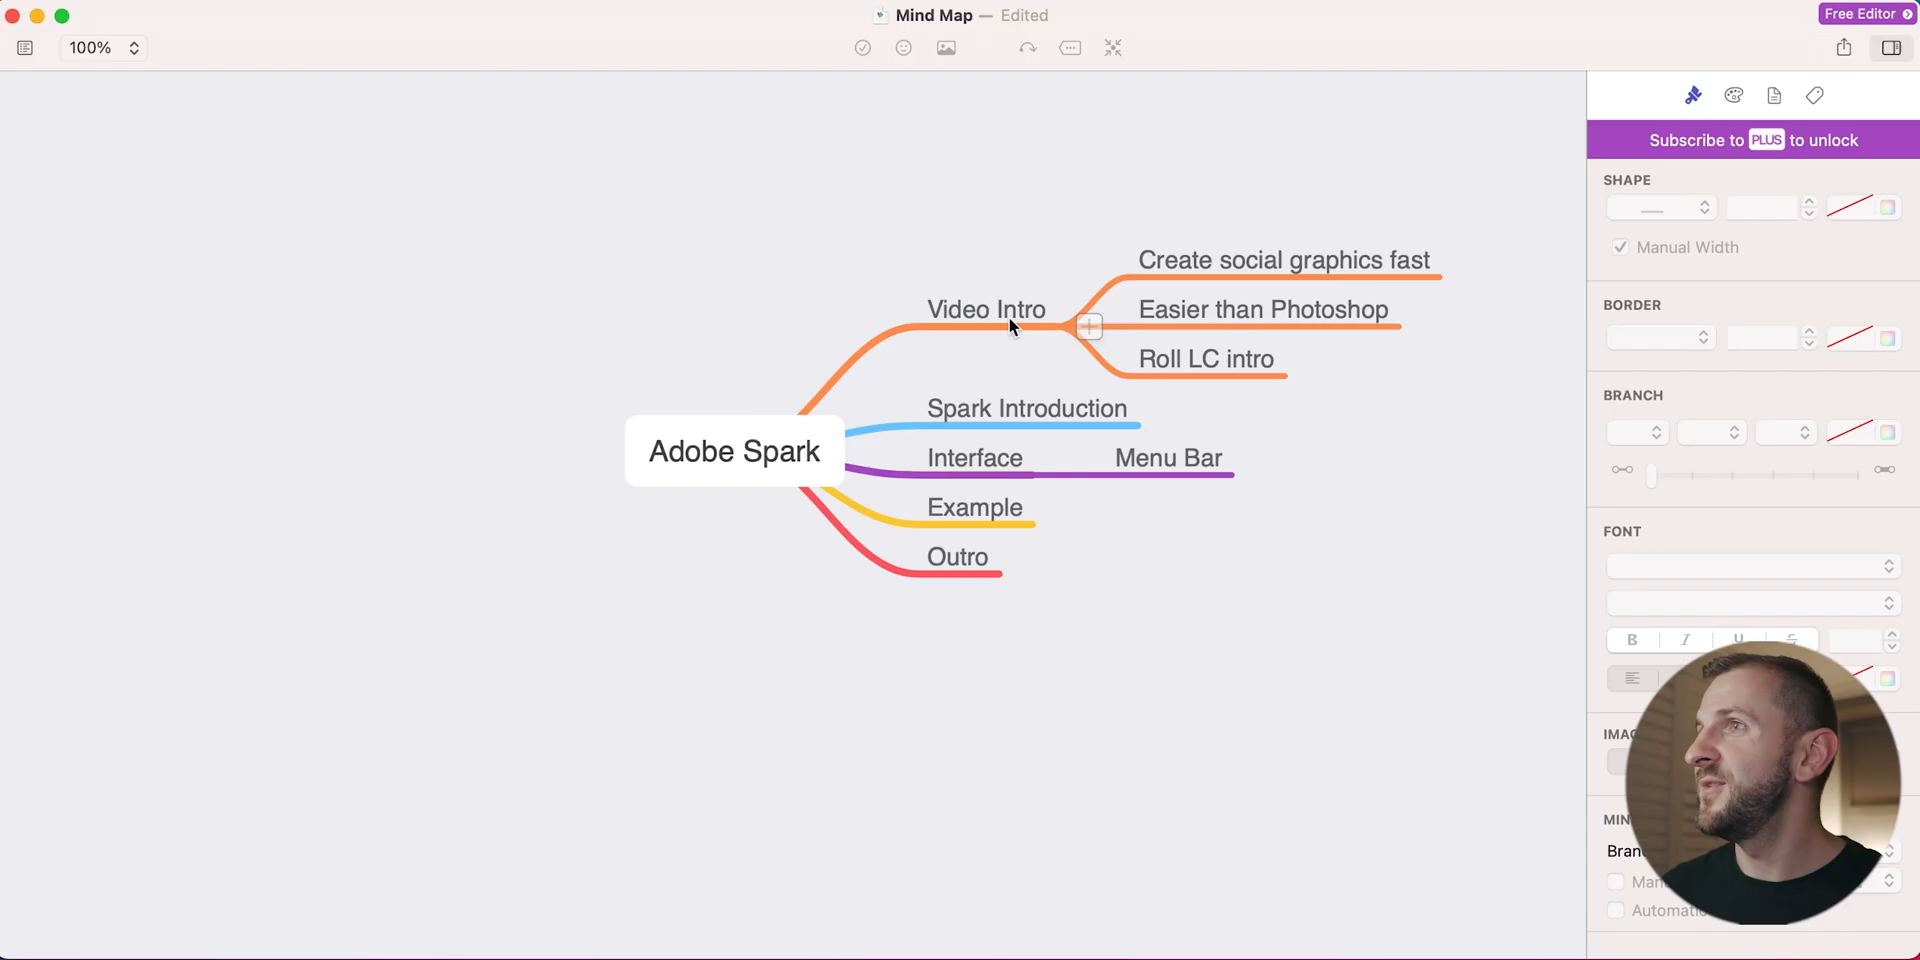 Mind Map — Edited
Free Editor
100%
Subscribe to PLUS to unlock
SHAPE
Manual Width
BORDER
BRANCH
FONT
B I U S
Create social graphics fast
Video Intro
Easier than Photoshop
Roll LC intro
Spark Introduction
Adobe Spark
Interface
Menu Bar
Example
Outro